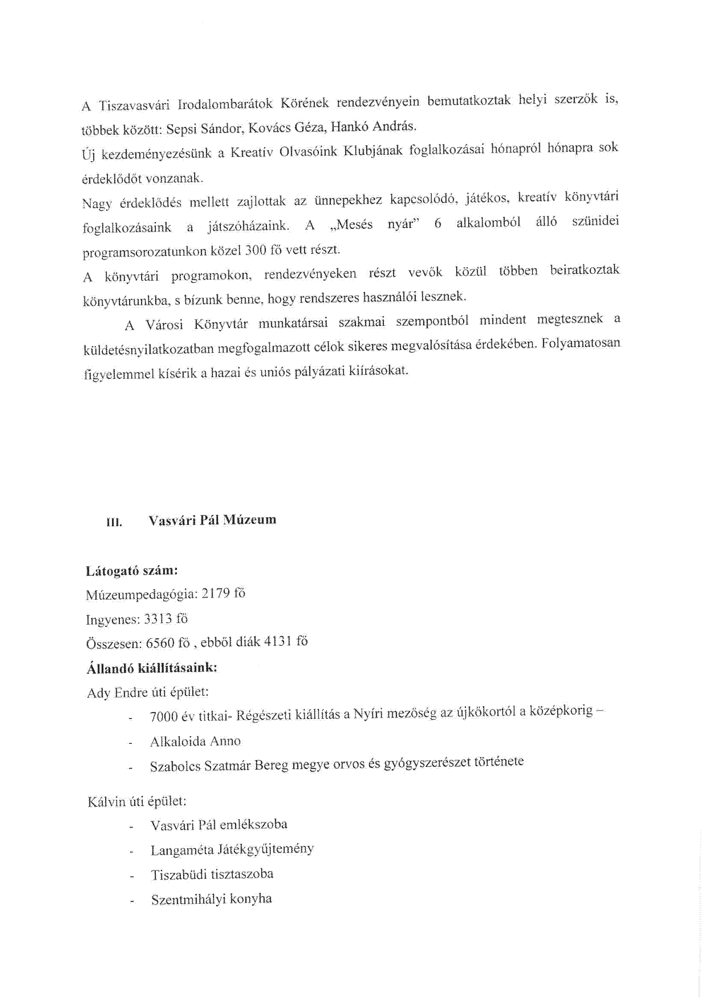 A Tiszavasvári Irodalombarátok Körének rendezvényein bemutatkoztak helyi szerzők is,
többek között: Sepsi Sándor, Kovács Géza, Hankó András.
Új kezdeményezésünk a Kreatív Olvasóink Klubjának foglalkozásai hónapról hónapra sok
érdeklődőt vonzanak.
Nagy érdeklődés mellett zajlottak az ünnepekhez kapcsolódó, játékos, kreatív könyvtári
foglalkozásaink a játszóházaink. A „Mesés nyár” 6 alkalomból álló szünidei
programsorozatunkon közel 300 fő vett részt.
A könyvtári programokon, rendezvényeken részt vevők közül többen beiratkoztak
könyvtárunkba, s bízunk benne, hogy rendszeres használói lesznek.
A Városi Könyvtár munkatársai szakmai szempontból mindent megtesznek a
küldetésnyilatkozatban megfogalmazott célok sikeres megvalósítása érdekében. Folyamatosan
figyelemmel kísérik a hazai és uniós pályázati kiírásokat.
III. Vasvári Pál Múzeum
Látogató szám:
Múzeumpedagógia: 2179 fő
Ingyenes: 3313 fő
Összesen: 6560 fő , ebből diák 4131 fő
Állandó kiállításaink:
Ady Endre úti épület:
- 7000 év titkai- Régészeti kiállítás a Nyíri mezőség az újkőkortól a középkorig –
- Alkaloida Anno
- Szabolcs Szatmár Bereg megye orvos és gyógyszerészet története
Kálvin úti épület:
- Vasvári Pál emlékszoba
- Langaméta Játékgyűjtemény
- Tiszabüdi tisztaszoba
- Szentmihályi konyha